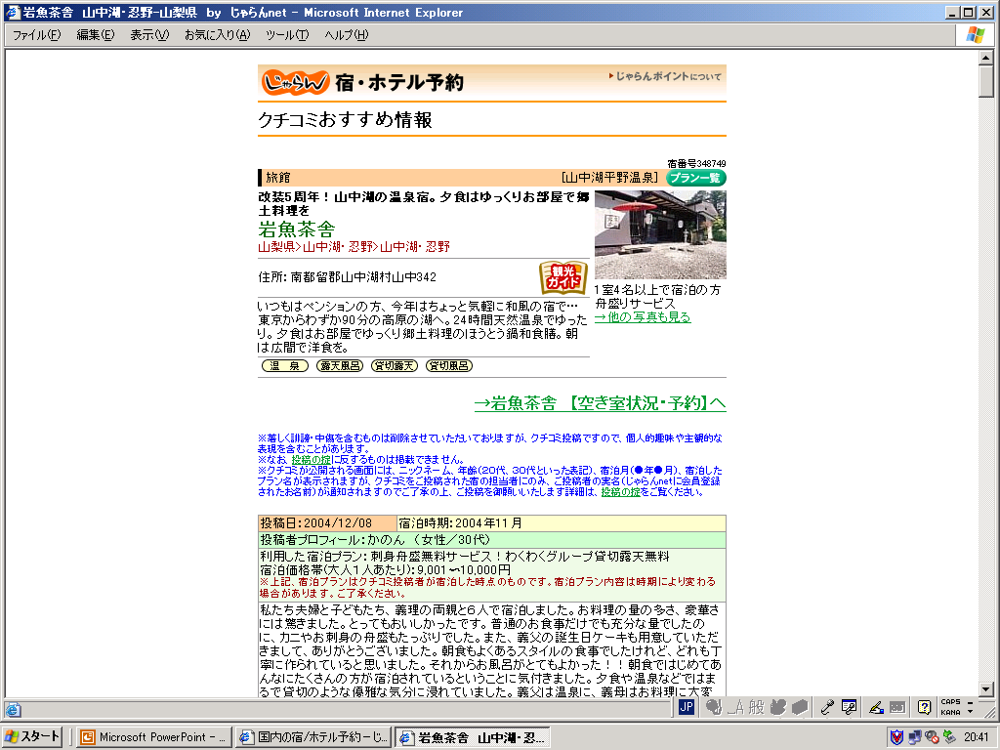 岩魚茶舎　山中湖・忍野−山梨県　by　じゃらんnet - Microsoft Internet Explorer
ファイル(F) 編集(E) 表示(V) お気に入り(A) ツール(T) ヘルプ(H)
じゃらん 宿・ホテル予約
じゃらんポイントについて
クチコミおすすめ情報
宿番号348749
旅館 [山中湖平野温泉] プラン一覧
改装5周年！山中湖の温泉宿。夕食はゆっくりお部屋で郷
土料理を
岩魚茶舎
山梨県>山中湖・忍野>山中湖・忍野
住所：南都留郡山中湖村山中342
観光
ガイド
いつもはペンションの方、今年はちょっと気軽に和風の宿で…
東京からわずか90分の高原の湖へ。24時間天然温泉でゆった
り。夕食はお部屋でゆっくり郷土料理のほうとう鍋和食膳。朝
は広間で洋食を。
1室4名以上で宿泊の方
舟盛りサービス
→他の写真も見る
温　泉 露天風呂 貸切露天 貸切風呂
→岩魚茶舎　【空き室状況・予約】へ
※著しく誹謗・中傷を含むものは削除させていただいておりますが、クチコミ投稿ですので、個人的趣味や主観的な
表現を含むことがあります。
※なお、投稿の掟に反するものは掲載できません。
※クチコミが公開される画面には、ニックネーム、年齢(20代、30代といった表記)、宿泊月(●年●月)、宿泊した
プラン名が表示されますが、クチコミをご投稿された宿の担当者にのみ、ご投稿者の実名(じゃらんnetに会員登録
されたお名前)が通知されますのでご了承の上、ご投稿を御願いいたします詳細は、投稿の掟をご覧ください。
投稿日：2004/12/08 宿泊時期：2004年11月
投稿者プロフィール：かのん （女性／30代）
利用した宿泊プラン：刺身舟盛無料サービス！わくわくグループ貸切露天無料
宿泊価格帯(大人1人あたり)：9,001〜10,000円
※上記、宿泊プランはクチコミ投稿者が宿泊した時点のものです。宿泊プラン内容は時期により変わる
場合があります。ご了承ください。
私たち夫婦と子どもたち、義理の両親と6人で宿泊しました。お料理の量の多さ、豪華さ
には驚きました。とってもおいしかったです。普通のお食事だけでも充分な量でしたの
に、カニやお刺身の舟盛もたっぷりでした。また、義父の誕生日ケーキも用意していただ
きまして、ありがとうございました。朝食もよくあるスタイルの食事でしたけれど、どれも丁
寧に作られていると思いました。それからお風呂がとてもよかった！！朝食ではじめてあ
んなにたくさんの方が宿泊されているということに気付きました。夕食や温泉などではま
るで貸切のような優雅な気分に浸れていました。義父は温泉に、義母はお料理に大変
JP _A 般 CAPS
KANA
スタート Microsoft PowerPoint - ... 国内の宿/ホテル予約－じ... 岩魚茶舎　山中湖・忍... 20:41